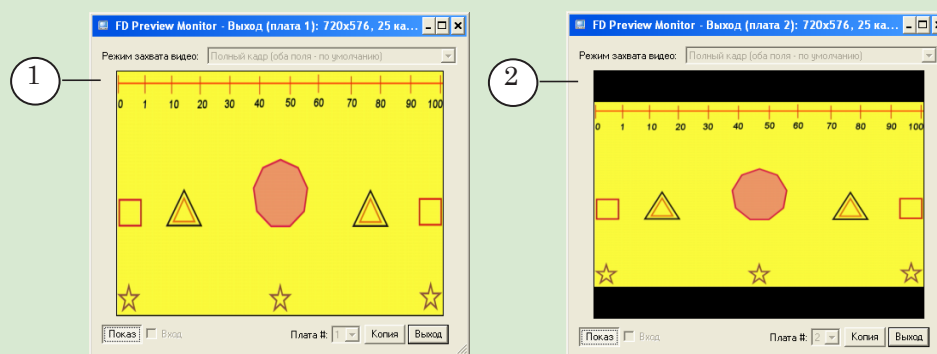 FD Preview Monitor - Выход (плата 1): 720x576, 25 ка...
Режим захвата видео: Полный кадр (оба поля - по умолчанию)
1
0 1 10 20 30 40 50 60 70 80 90 100
Показ Вход Плата #: 1 Копия Выход
FD Preview Monitor - Выход (плата 2): 720x576, 25 ка...
Режим захвата видео: Полный кадр (оба поля - по умолчанию)
2
0 1 10 20 30 40 50 60 70 80 90 100
Показ Вход Плата #: 2 Копия Выход